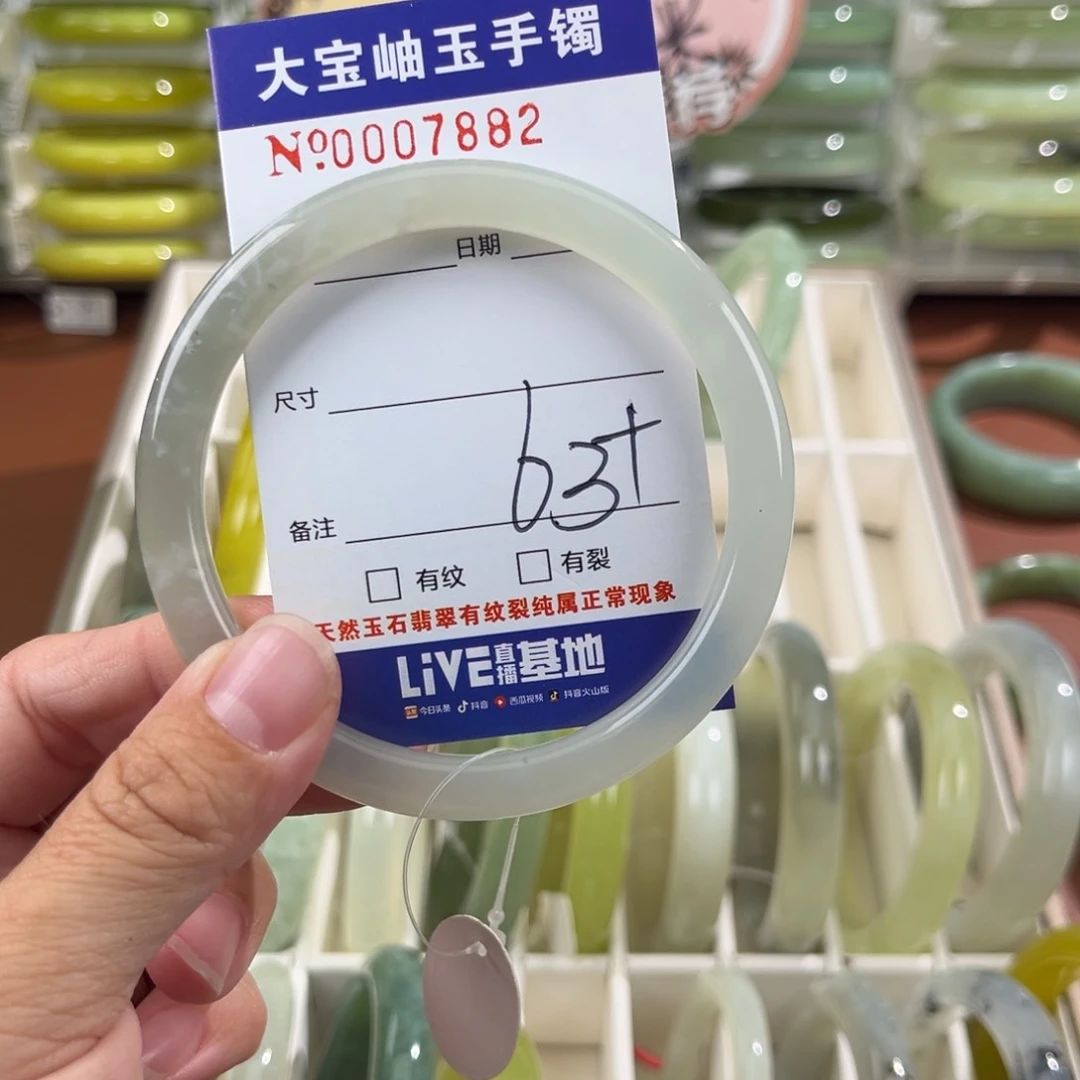 大宝岫玉手镯
Nº0007882
日期
尺寸
63+
备注
有纹 有裂
天然玉石翡翠有纹裂纯属正常现象
LiVE直播基地
今日头条 抖音 西瓜视频 抖音火山版
荐